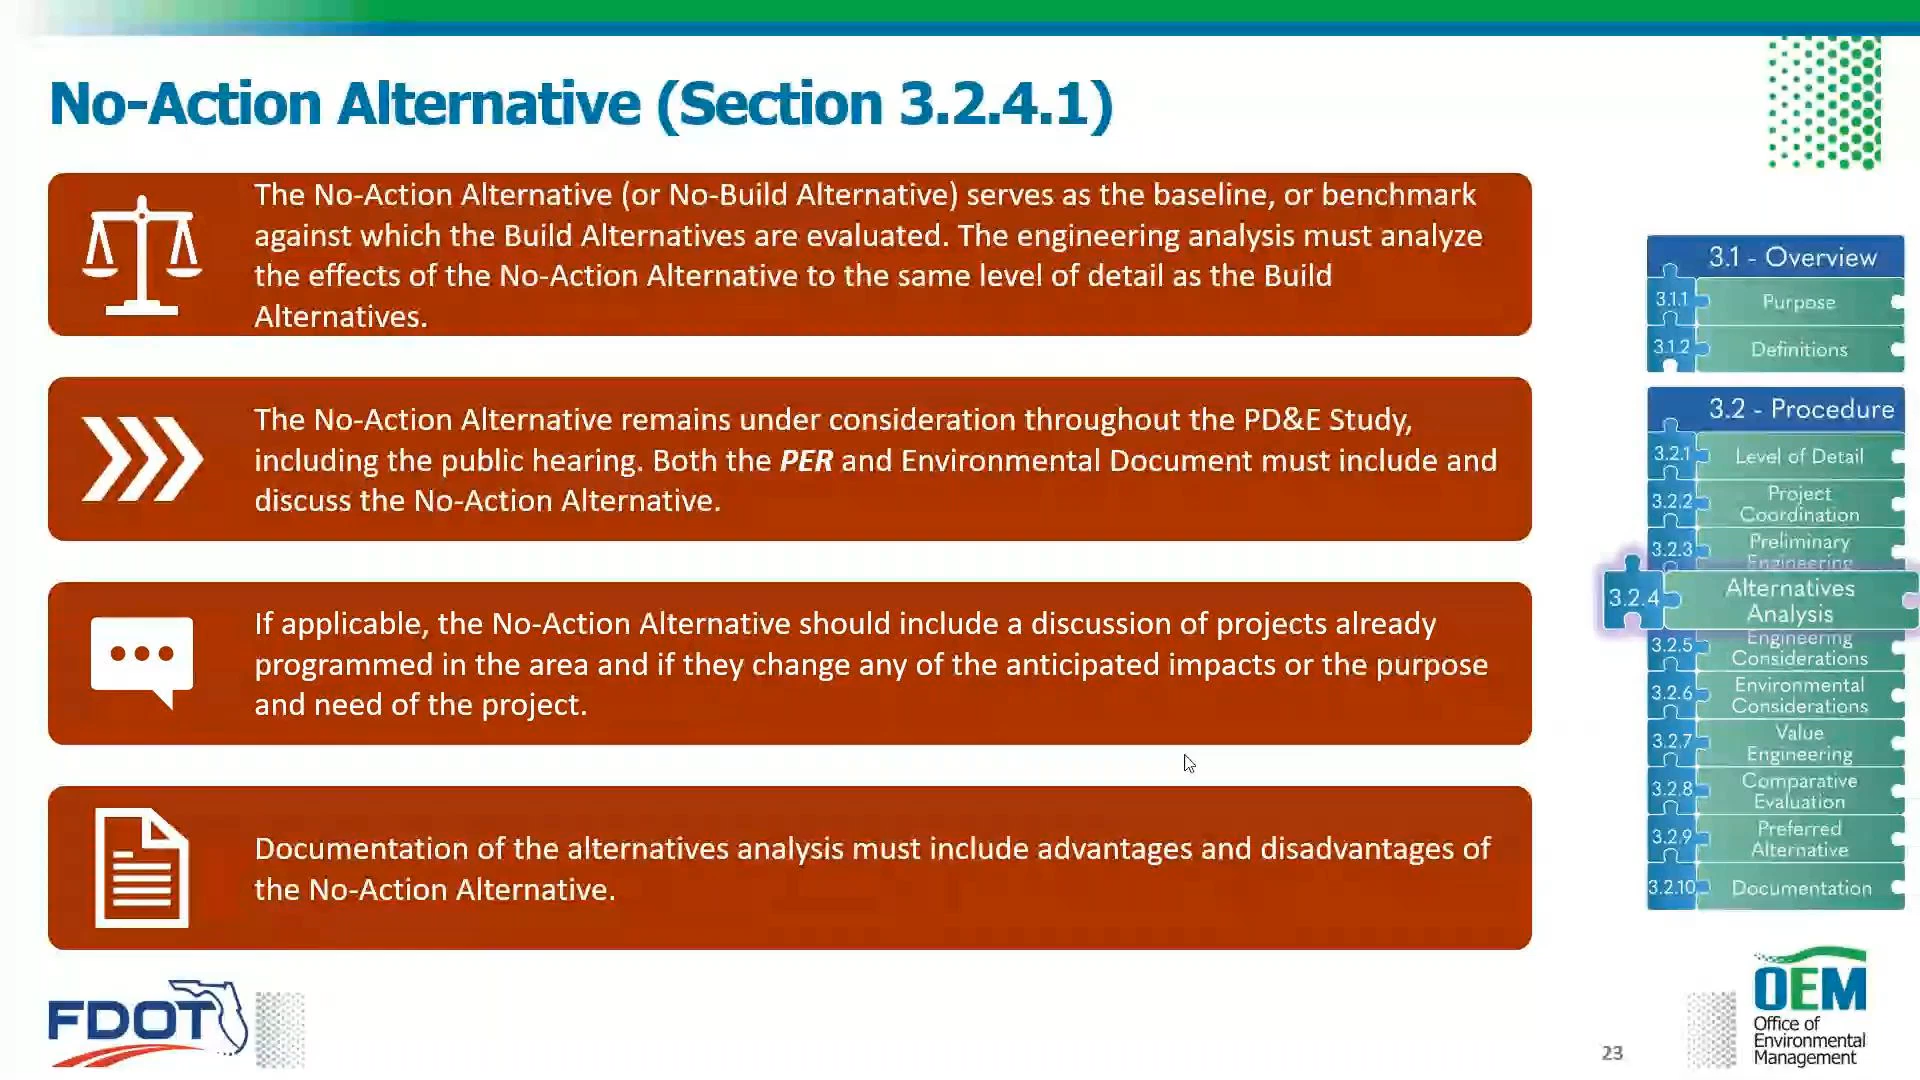 No-Action Alternative (Section 3.2.4.1)
The No-Action Alternative (or No-Build Alternative) serves as the baseline, or benchmark
against which the Build Alternatives are evaluated. The engineering analysis must analyze
the effects of the No-Action Alternative to the same level of detail as the Build
Alternatives.
The No-Action Alternative remains under consideration throughout the PD&E Study,
including the public hearing. Both the PER and Environmental Document must include and
discuss the No-Action Alternative.
If applicable, the No-Action Alternative should include a discussion of projects already
programmed in the area and if they change any of the anticipated impacts or the purpose
and need of the project.
Documentation of the alternatives analysis must include advantages and disadvantages of
the No-Action Alternative.
3.1 - Overview
3.1.1 Purpose
3.1.2 Definitions
3.2 - Procedure
3.2.1 Level of Detail
3.2.2 Project
Coordination
3.2.3 Preliminary
Engineering
3.2.4 Alternatives
Analysis
3.2.5 Engineering
Considerations
3.2.6 Environmental
Considerations
3.2.7 Value
Engineering
3.2.8 Comparative
Evaluation
3.2.9 Preferred
Alternative
3.2.10 Documentation
FDOT
23
OEM
Office of
Environmental
Management